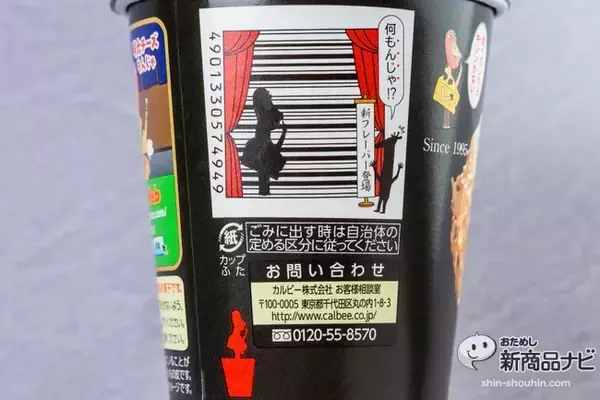 何もんじゃ!?
新フレーバー登場
4901330574949
Since 1995
紙
カップ
ふた
ごみに出す時は自治体の
定める区分に従ってください
お問い合わせ
カルビー株式会社 お客様相談室
〒100-0005 東京都千代田区丸の内1-8-3
http://www.calbee.co.jp/
0120-55-8570
おためし
新商品ナビ
shin-shouhin.com